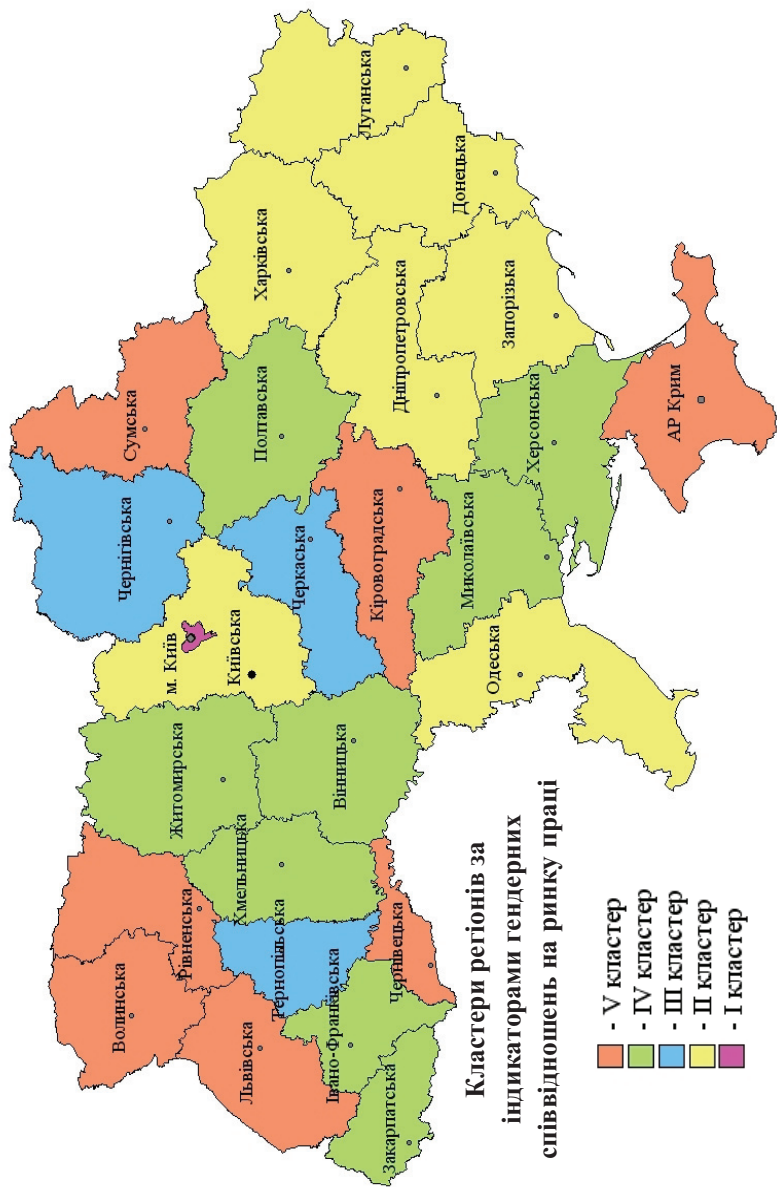 Волинська
Рівненська
Львівська
Тернопільська
Хмельницька
Житомирська
м. Київ
Київська
Чернігівська
Сумська
Харківська
Луганська
Полтавська
Черкаська
Вінницька
Івано-Франківська
Закарпатська
Чернівецька
Кіровоградська
Дніпропетровська
Донецька
Запорізька
Миколаївська
Одеська
Херсонська
АР Крим
Кластери регіонів за
індикаторами гендерних
співвідношень на ринку праці
- V кластер
- IV кластер
- III кластер
- II кластер
- I кластер